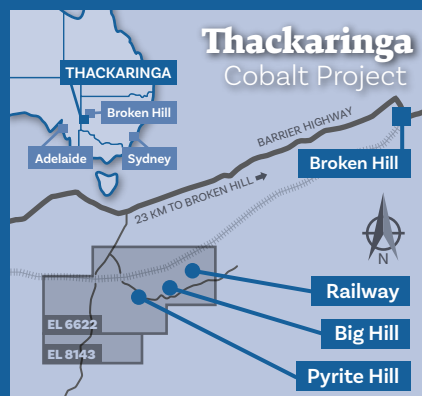 Thackaringa
Cobalt Project
THACKARINGA
Broken Hill
Adelaide
Sydney
BARRIER HIGHWAY
Broken Hill
23 KM TO BROKEN HILL
N
Railway
EL 6622
Big Hill
EL 8143
Pyrite Hill